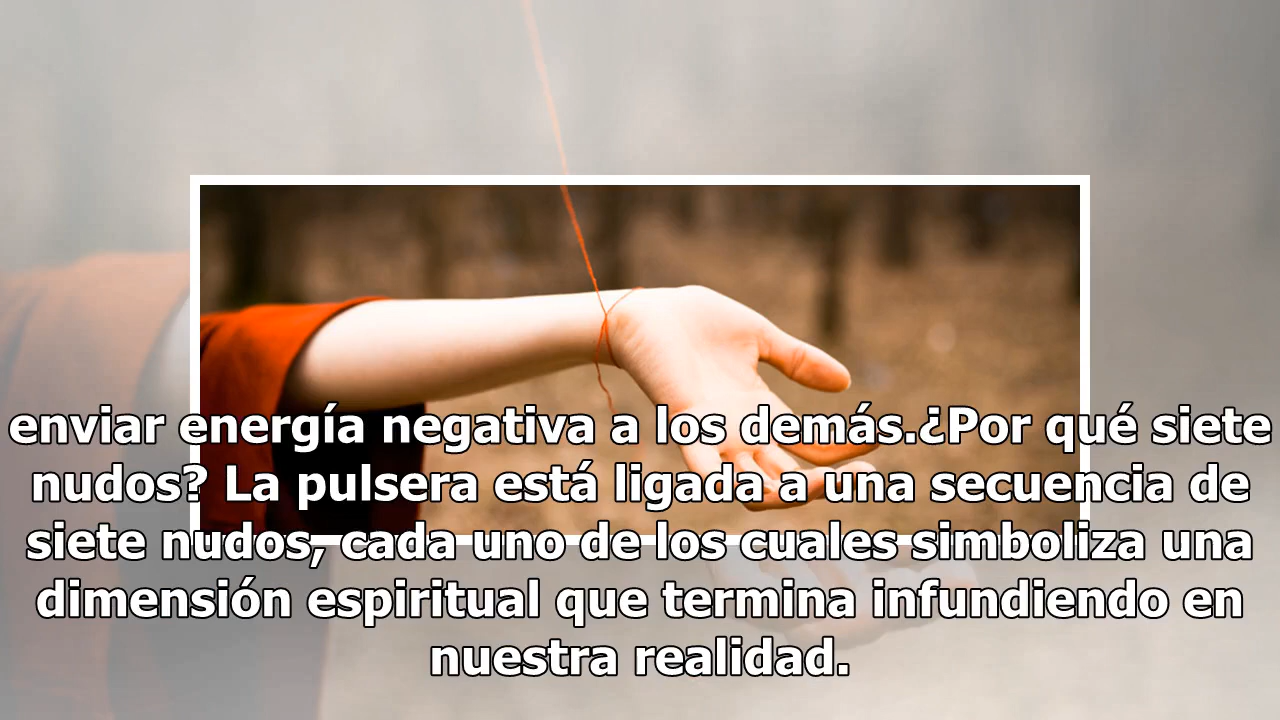 enviar energía negativa a los demás.¿Por qué siete
nudos? La pulsera está ligada a una secuencia de
siete nudos, cada uno de los cuales simboliza una
dimensión espiritual que termina infundiendo en
nuestra realidad.